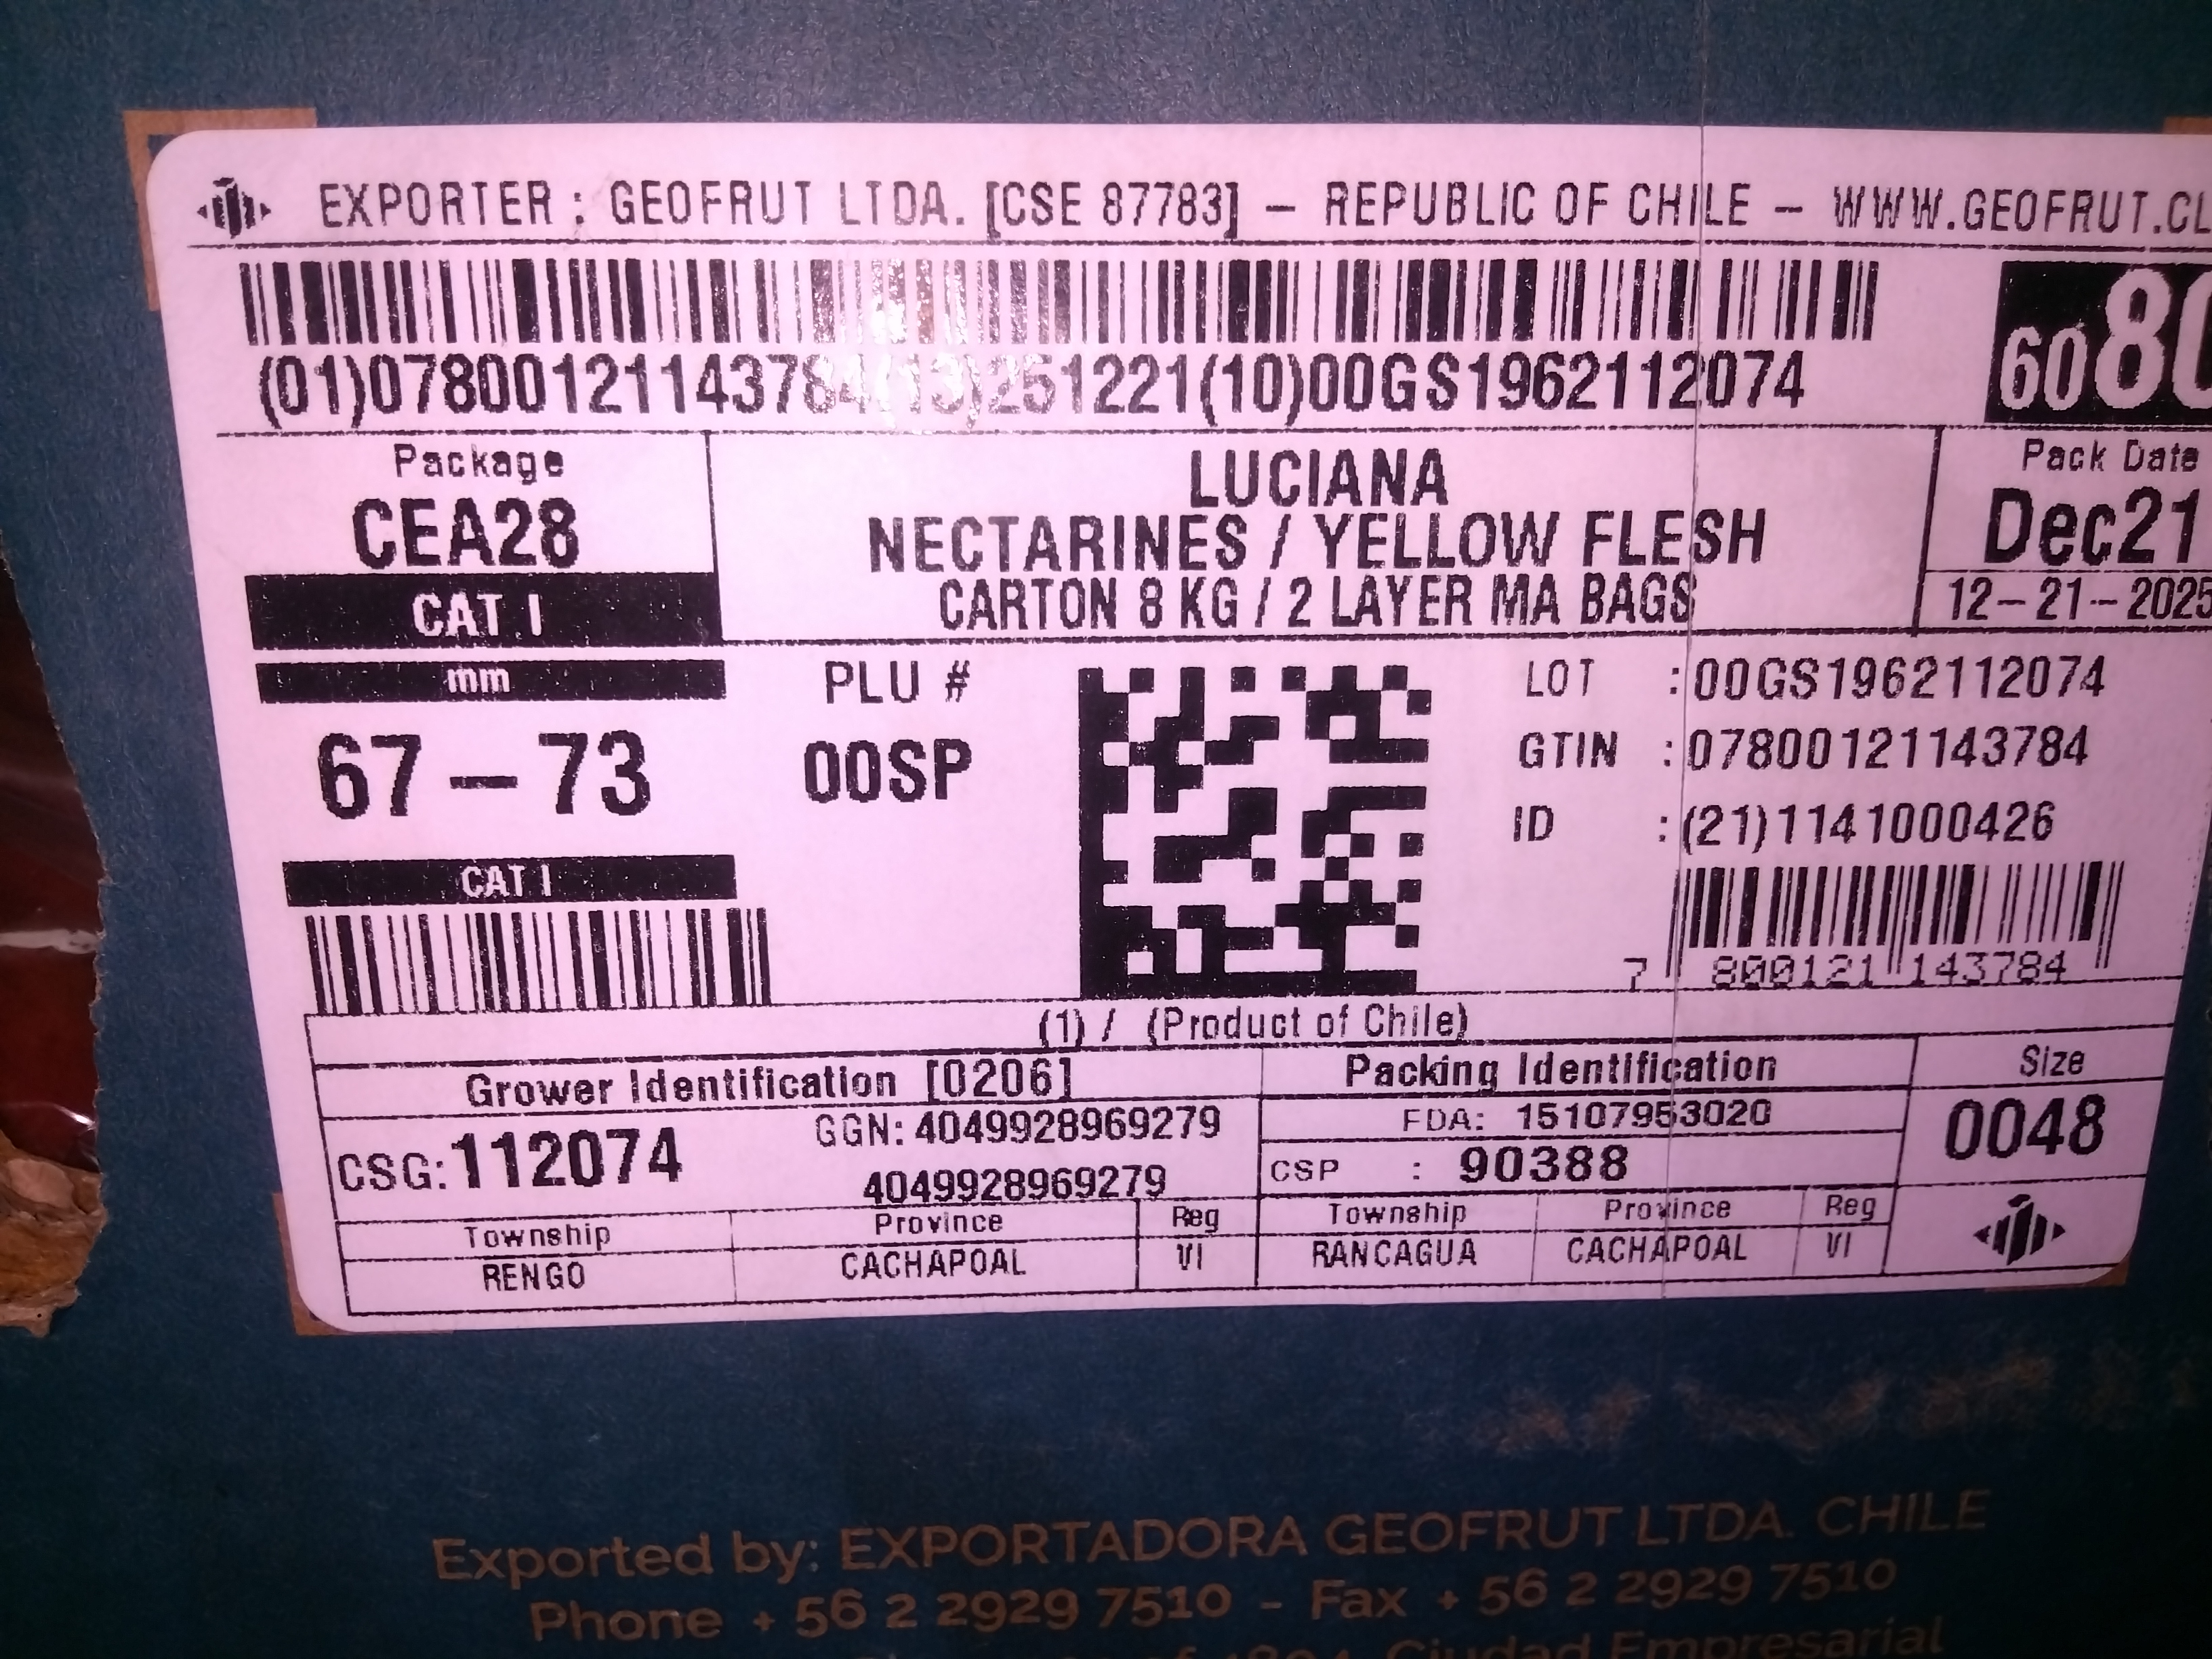 EXPORTER : GEOFRUT LTDA. [CSE 87783] – REPUBLIC OF CHILE – WWW.GEOFRUT.CL
(01)07800121143784(13)251221(10)00GS1962112074
6080
Package
CEA28
CAT I
LUCIANA
NECTARINES / YELLOW FLESH
CARTON 8 KG / 2 LAYER MA BAGS
Pack Date
Dec21
12-21-2025
mm
67-73
PLU #
00SP
CAT I
LOT :00GS1962112074
GTIN :07800121143784
ID :(21)1141000426
7 800121 143784
(1) / (Product of Chile)
Grower Identification [0206]
CSG:112074
GGN: 4049928969279
4049928969279
Township Province Reg
RENGO CACHAPOAL VI
Packing Identification
FDA: 15107953020
CSP : 90388
Township Province Reg
RANCAGUA CACHAPOAL VI
Size
0048
Exported by: EXPORTADORA GEOFRUT LTDA. CHILE
Phone + 56 2 2929 7510 - Fax + 56 2 2929 7510
Ciudad Empresarial